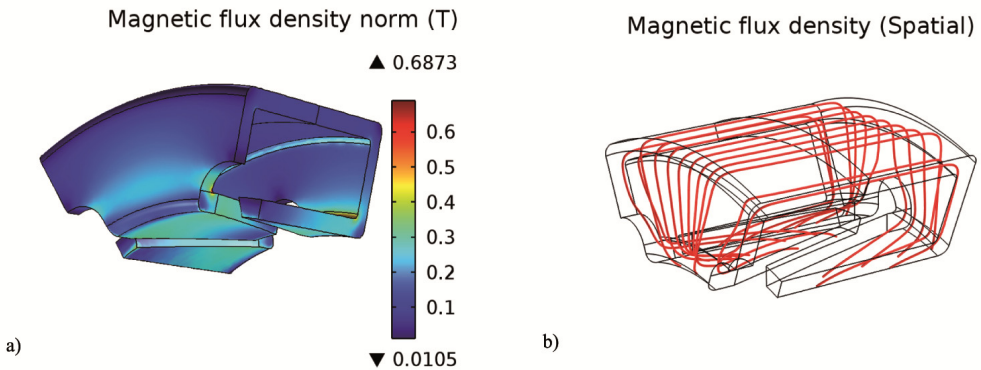 Magnetic flux density norm (T)
▲ 0.6873
0.6
0.5
0.4
0.3
0.2
0.1
▼ 0.0105
a)
Magnetic flux density (Spatial)
b)